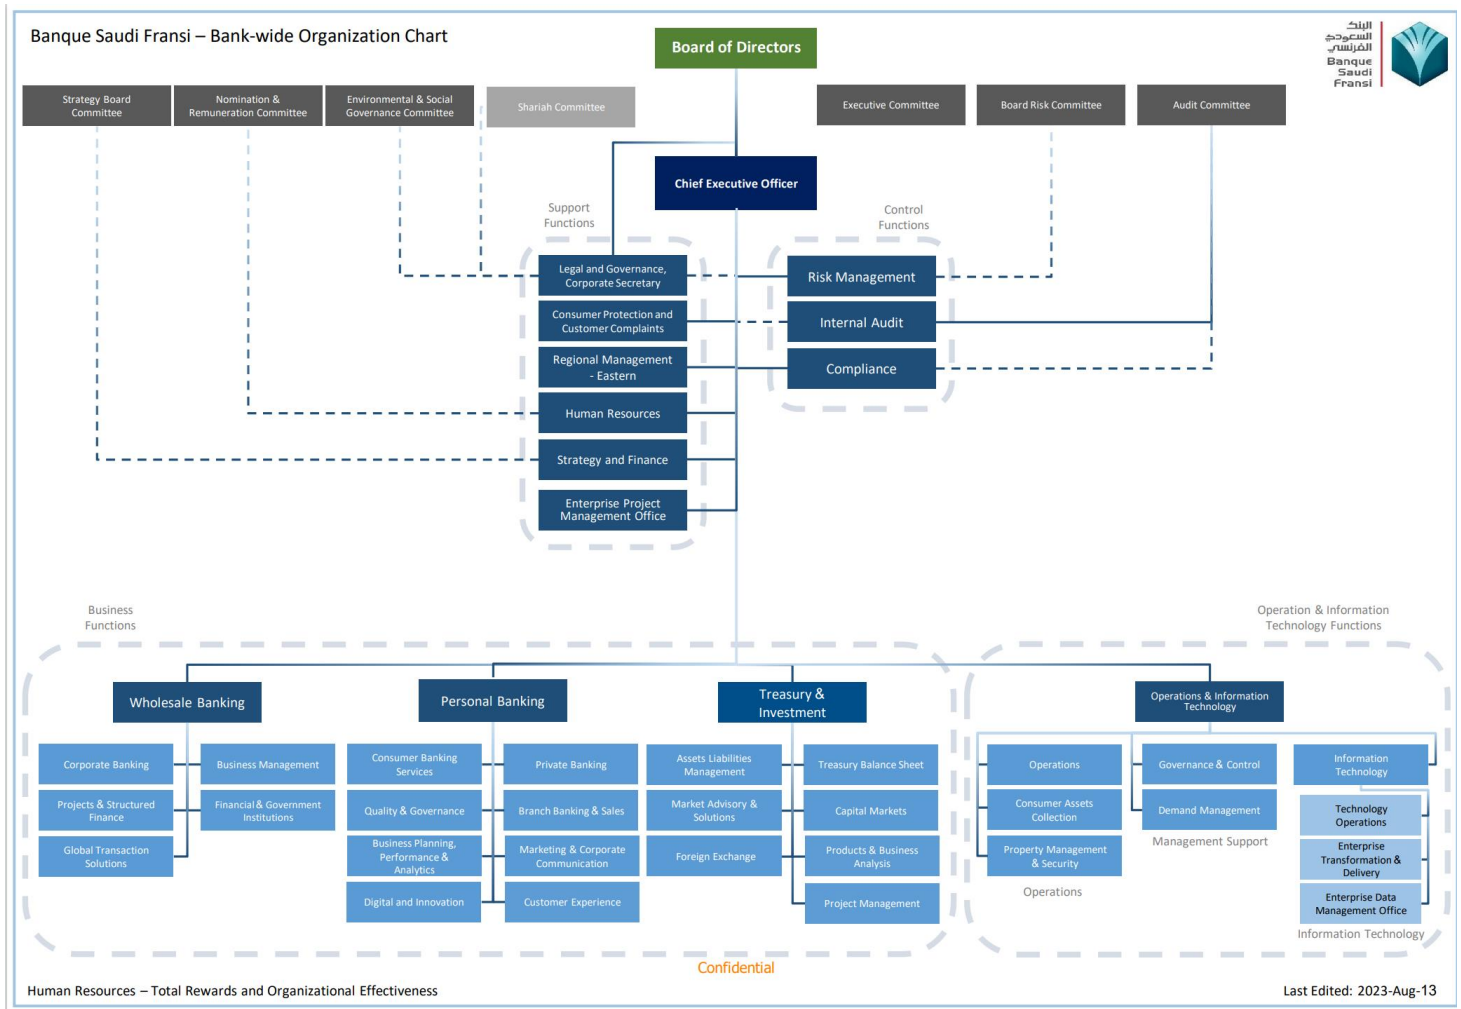 Banque Saudi Fransi – Bank-wide Organization Chart
البنك
السعودي
الفرنسي
Banque
Saudi
Fransi
Board of Directors
Strategy Board
Committee
Nomination &
Remuneration Committee
Environmental & Social
Governance Committee
Shariah Committee
Executive Committee
Board Risk Committee
Audit Committee
Chief Executive Officer
Support
Functions
Control
Functions
Legal and Governance,
Corporate Secretary
Consumer Protection and
Customer Complaints
Regional Management
- Eastern
Human Resources
Strategy and Finance
Enterprise Project
Management Office
Risk Management
Internal Audit
Compliance
Business
Functions
Operation & Information
Technology Functions
Wholesale Banking
Corporate Banking
Business Management
Projects & Structured
Finance
Financial & Government
Institutions
Global Transaction
Solutions
Personal Banking
Consumer Banking
Services
Private Banking
Quality & Governance
Branch Banking & Sales
Business Planning,
Performance &
Analytics
Marketing & Corporate
Communication
Digital and Innovation
Customer Experience
Treasury &
Investment
Assets Liabilities
Management
Treasury Balance Sheet
Market Advisory &
Solutions
Capital Markets
Foreign Exchange
Products & Business
Analysis
Project Management
Operations & Information
Technology
Operations
Consumer Assets
Collection
Property Management
& Security
Operations
Governance & Control
Demand Management
Management Support
Information
Technology
Technology
Operations
Enterprise
Transformation &
Delivery
Enterprise Data
Management Office
Information Technology
Confidential
Human Resources – Total Rewards and Organizational Effectiveness
Last Edited: 2023-Aug-13